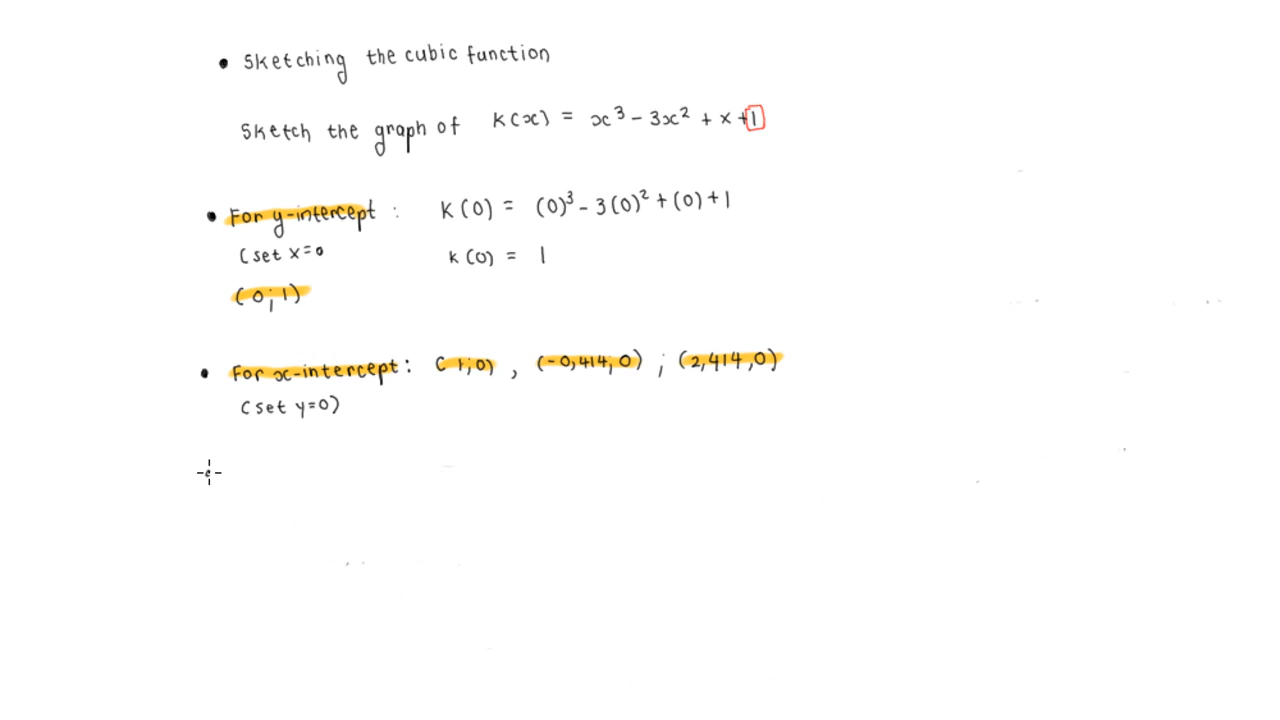 • Sketching the cubic function
Sketch the graph of k(x) = x³ - 3x² + x + 1
• For y-intercept : k(0) = (0)³ - 3(0)² + (0) + 1
(set x=0 k(0) = 1
(0;1)
• For x-intercept: (1;0) , (-0,414;0) ; (2,414,0)
(set y=0)